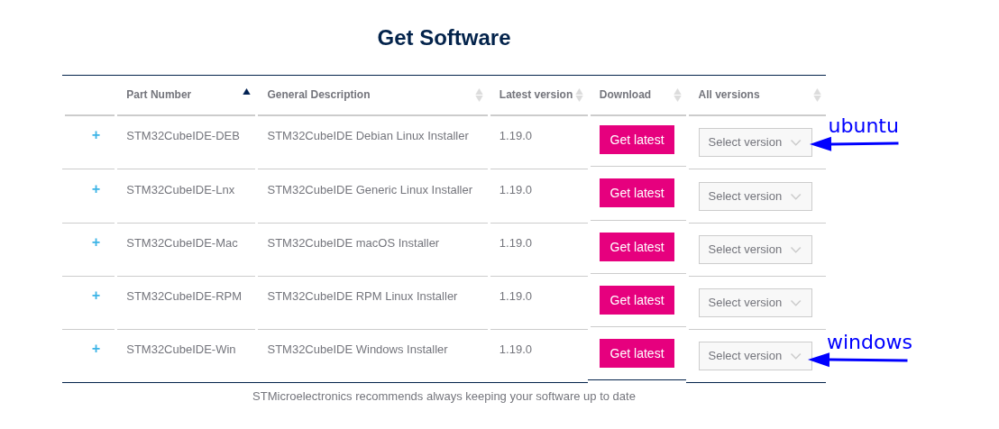 Get Software
Part Number General Description Latest version Download All versions
ubuntu
+ STM32CubeIDE-DEB STM32CubeIDE Debian Linux Installer 1.19.0 Get latest Select version
+ STM32CubeIDE-Lnx STM32CubeIDE Generic Linux Installer 1.19.0 Get latest Select version
+ STM32CubeIDE-Mac STM32CubeIDE macOS Installer 1.19.0 Get latest Select version
+ STM32CubeIDE-RPM STM32CubeIDE RPM Linux Installer 1.19.0 Get latest Select version
windows
+ STM32CubeIDE-Win STM32CubeIDE Windows Installer 1.19.0 Get latest Select version
STMicroelectronics recommends always keeping your software up to date